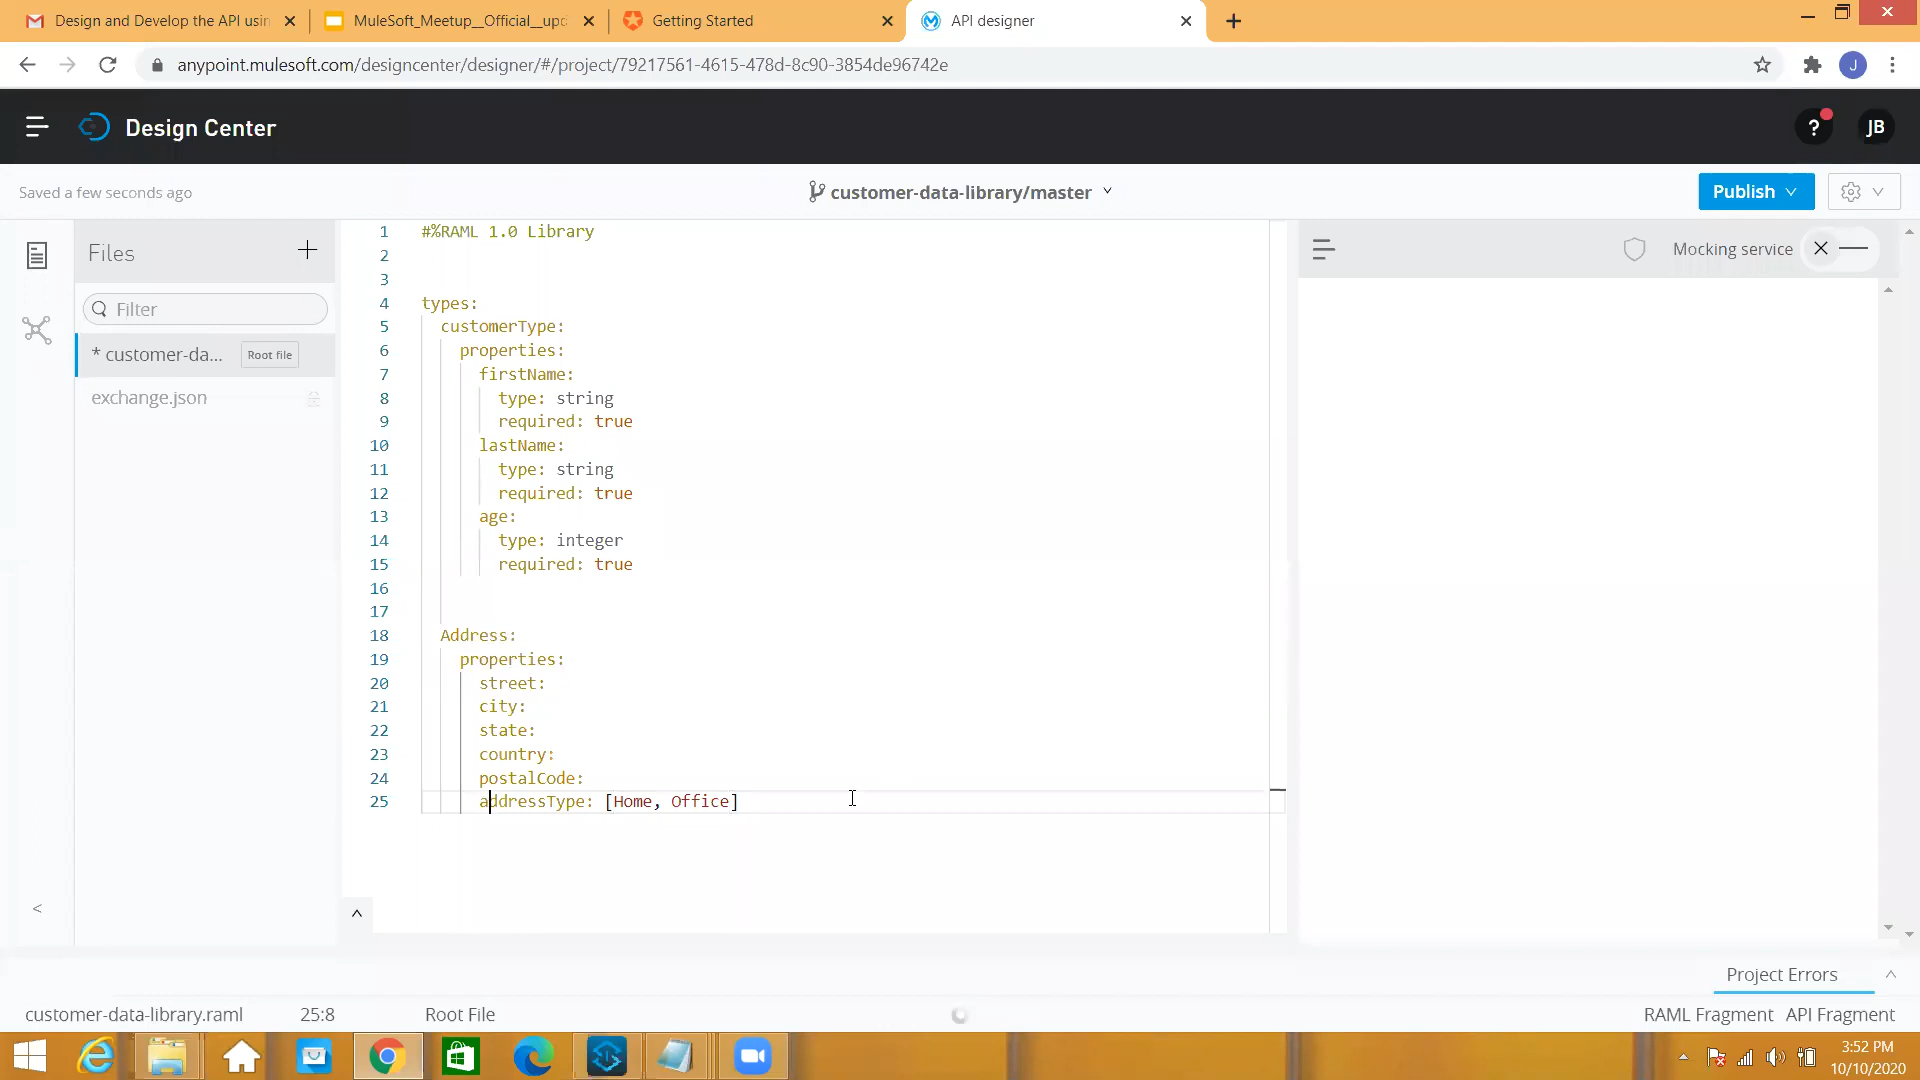 Design and Develop the API usin
MuleSoft_Meetup__Official__upd
Getting Started
API designer
anypoint.mulesoft.com/designcenter/designer/#/project/79217561-4615-478d-8c90-3854de96742e
J
Design Center
?
JB
Saved a few seconds ago
customer-data-library/master
Publish
Files
Filter
* customer-da...
Root file
exchange.json
Mocking service
1 #%RAML 1.0 Library
2
3
4 types:
5 customerType:
6 properties:
7 firstName:
8 type: string
9 required: true
10 lastName:
11 type: string
12 required: true
13 age:
14 type: integer
15 required: true
16
17
18 Address:
19 properties:
20 street:
21 city:
22 state:
23 country:
24 postalCode:
25 addressType: [Home, Office]
Project Errors
customer-data-library.raml
25:8
Root File
RAML Fragment
API Fragment
3:52 PM
10/10/2020